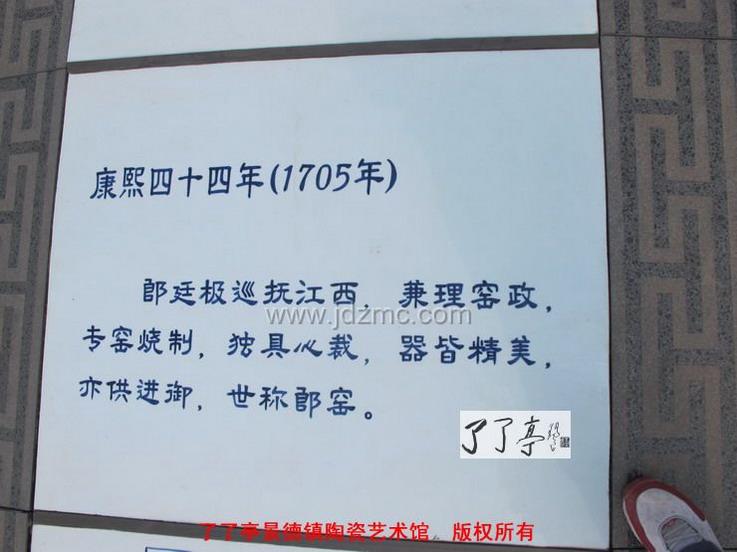 康熙四十四年(1705年)
郎廷极巡抚江西，兼理窑政，
www.jdzmc.com
专窑烧制，独具心裁，器皆精美，
亦供进御，世称郎窑。
了了亭
了了亭景德镇陶瓷艺术馆 版权所有